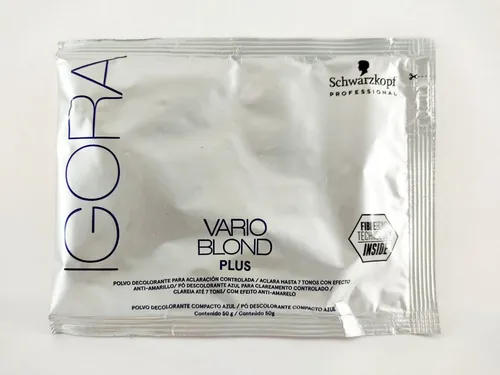 IGORA
Schwarzkopf
PROFESSIONAL
VARIO
BLOND
PLUS
FIBRE
TECHNOLOGY
INSIDE
POLVO DECOLORANTE PARA ACLARACIÓN CONTROLADA / ACLARA HASTA 7 TONOS CON EFECTO
ANTI-AMARILLO/ PÓ DESCOLORANTE AZUL PARA CLAREAMENTO CONTROLADO /
CLAREIA ATÉ 7 TONS/ COM EFEITO ANTI-AMARELO
POLVO DECOLORANTE COMPACTO AZUL / PÓ DESCOLORANTE COMPACTO AZUL
Contenido 50 g / Conteúdo 50g